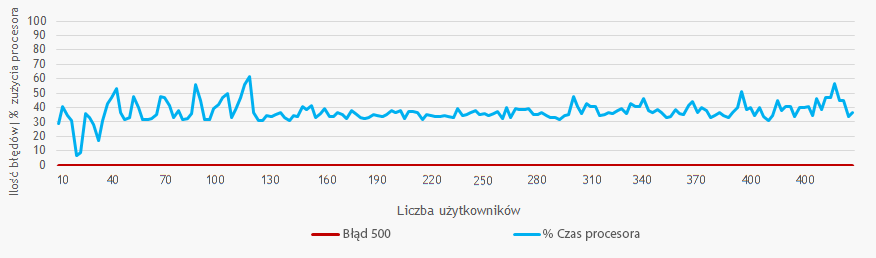 Ilość błędów| % zużycia procesora
100
90
80
70
60
50
40
30
20
10
0
10 40 70 100 130 160 190 220 250 280 310 340 370 400 400
Liczba użytkowników
Błąd 500 % Czas procesora